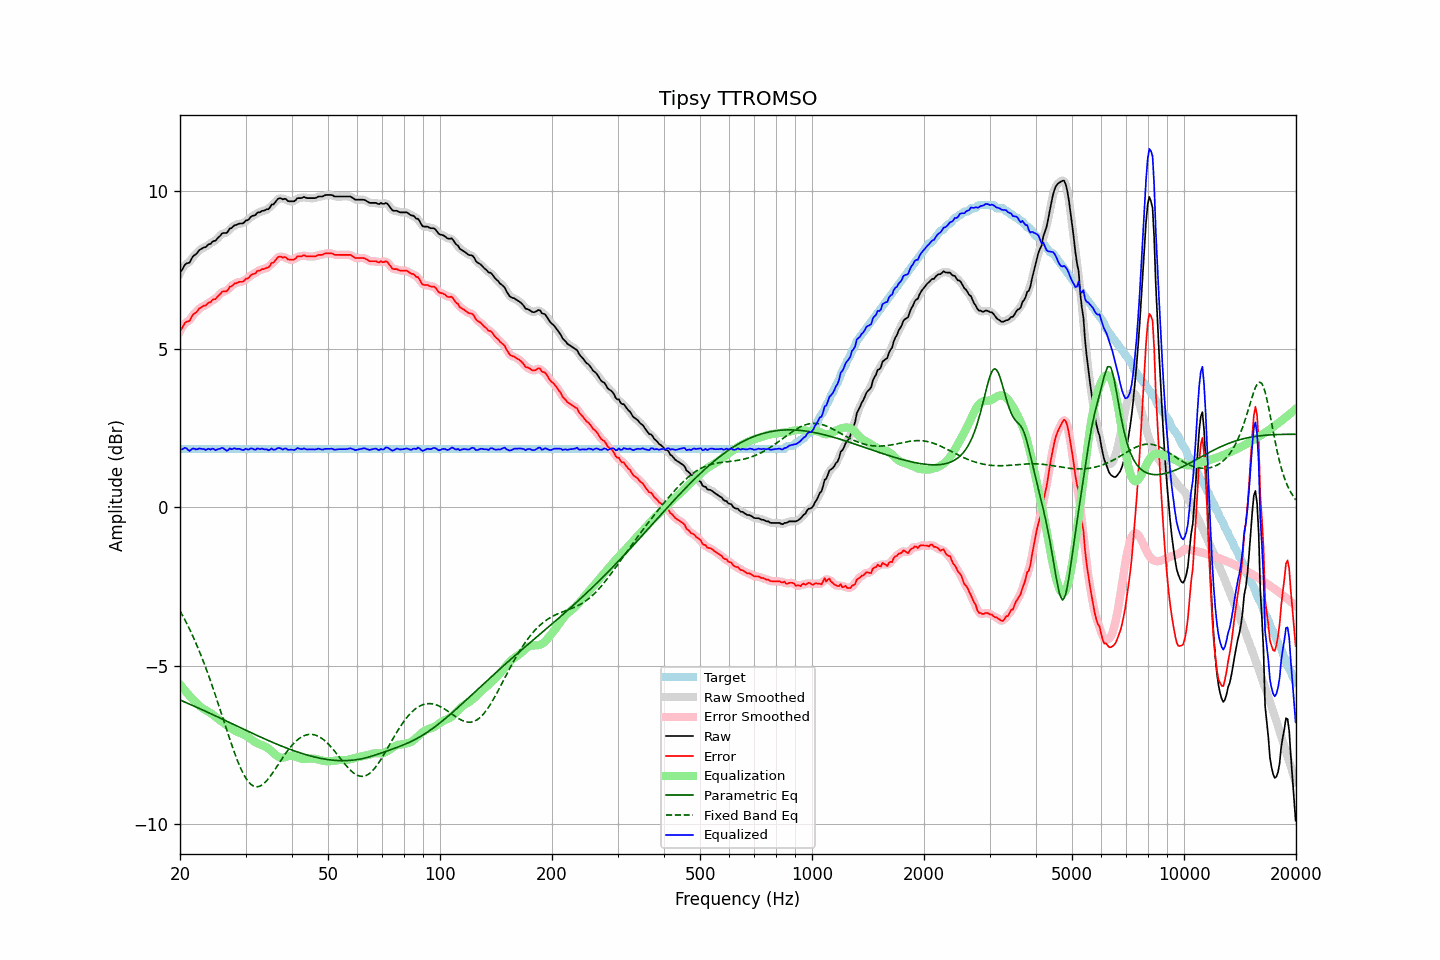 Tipsy TTROMSO
Amplitude (dBr)
10
5
0
−5
−10
Target
Raw Smoothed
Error Smoothed
Raw
Error
Equalization
Parametric Eq
Fixed Band Eq
Equalized
20 50 100 200 500 1000 2000 5000 10000 20000
Frequency (Hz)